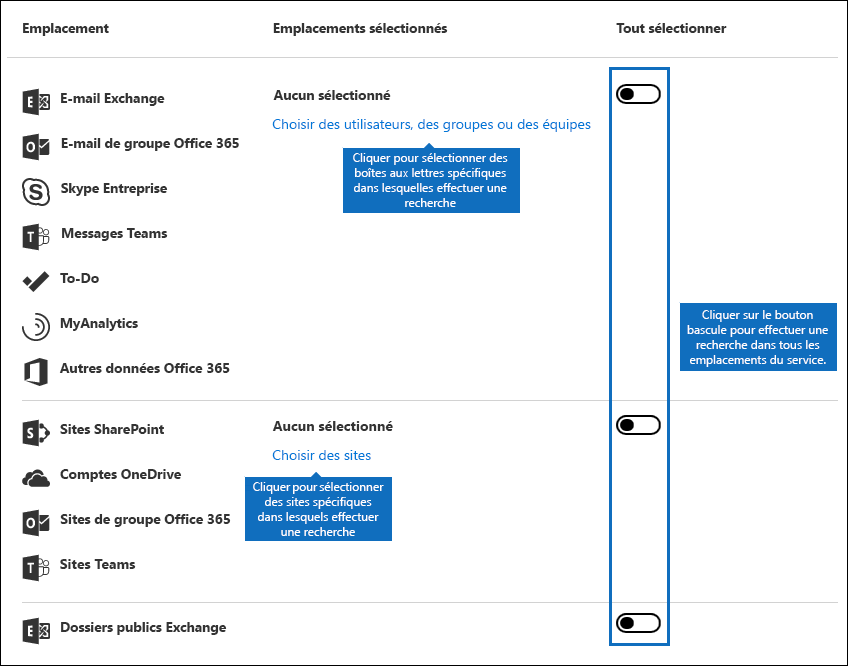 Emplacement
Emplacements sélectionnés
Tout sélectionner
E-mail Exchange
Aucun sélectionné
Choisir des utilisateurs, des groupes ou des équipes
E-mail de groupe Office 365
Cliquer pour sélectionner des
boîtes aux lettres spécifiques
dans lesquelles effectuer une
recherche
Skype Entreprise
Messages Teams
To-Do
MyAnalytics
Autres données Office 365
Cliquer sur le bouton
bascule pour effectuer une
recherche dans tous les
emplacements du service.
Sites SharePoint
Aucun sélectionné
Choisir des sites
Comptes OneDrive
Cliquer pour sélectionner
des sites spécifiques
dans lesquels effectuer
une recherche
Sites de groupe Office 365
Sites Teams
Dossiers publics Exchange